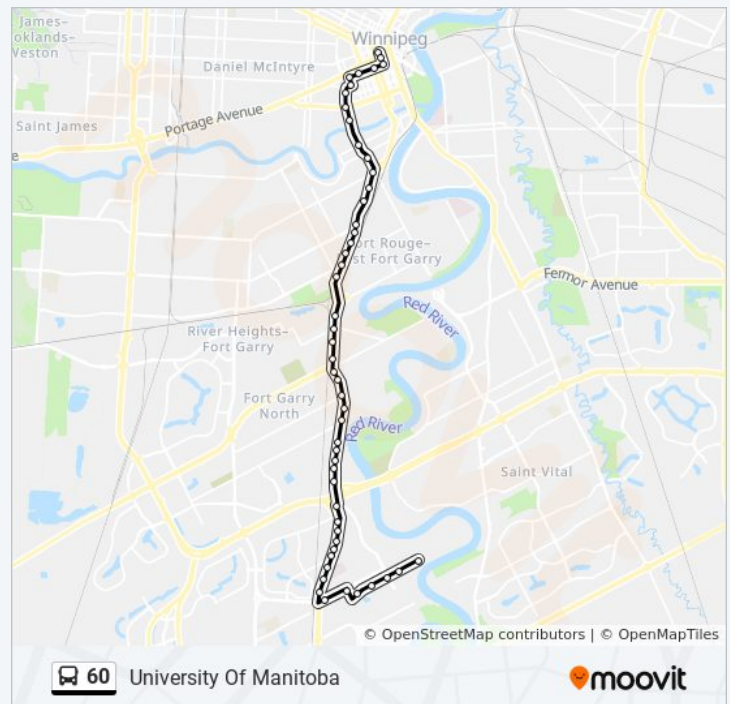 James–
oklands–
Weston
Winnipeg
Daniel McIntyre
Saint James
Portage Avenue
e
ort Rouge–
st Fort Garry
Fermor Avenue
Red River
River Heights–
Fort Garry
Fort Garry
North
Red River
Saint Vital
© OpenStreetMap contributors | © OpenMapTiles
60 University Of Manitoba
moovit